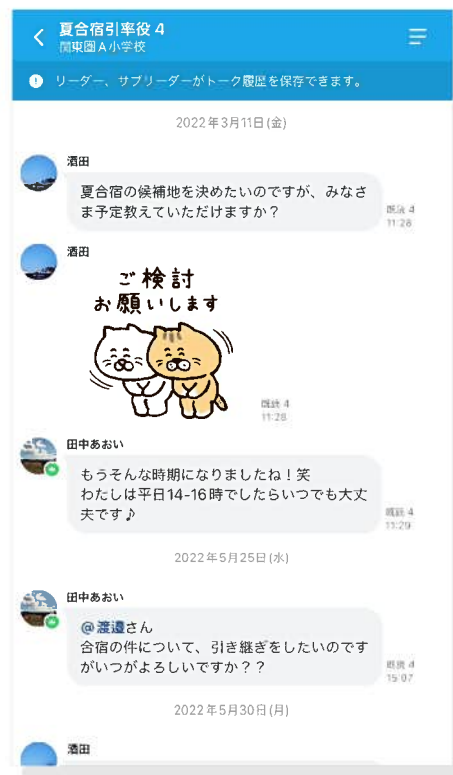 夏合宿引率役 4
関東圏A小学校
リーダー、サブリーダーがトーク履歴を保存できます。
2022年3月11日(金)
酒田
夏合宿の候補地を決めたいのですが、みなさ
ま予定教えていただけますか?
既読 4
11:28
酒田
ご検討
お願いします
既読 4
11:28
田中あおい
もうそんな時期になりましたね!笑
わたしは平日14-16時でしたらいつでも大丈
夫です♪
既読 4
11:29
2022年5月25日(水)
田中あおい
@渡邉さん
合宿の件について、引き継ぎをしたいのです
がいつがよろしいですか??
既読 4
15:07
2022年5月30日(月)
酒田